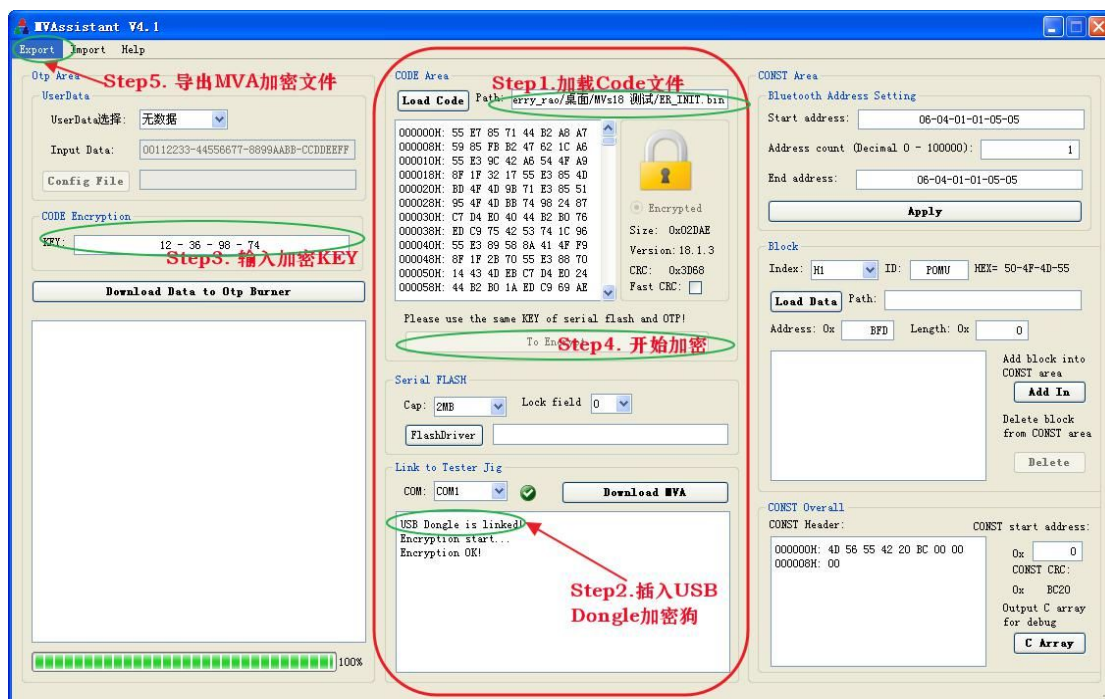 MVAssistant V4.1
Export Import Help
Step5. 导出MVA加密文件
Otp Area
UserData
UserData选择: 无数据
Input Data: 00112233-44556677-8899AABB-CCDDEEFF
Config File
CODE Encryption
KEY: 12 - 36 - 98 - 74
Step3. 输入加密KEY
Download Data to Otp Burner
100%
CODE Area
Step1.加载Code文件
Load Code Path: erry_rao/桌面/MVs18 测试/ER_INIT.bin
000000H: 55 E7 85 71 44 B2 A8 A7
000008H: 59 85 FB B2 47 62 1C A6
000010H: 55 E3 9C 42 A6 54 4F A9
000018H: 8F 1F 32 17 55 E3 85 4D
000020H: BD 4F 4D 9B 71 E3 85 51
000028H: 95 4F 4D BB 74 98 24 87
000030H: C7 D4 E0 40 44 B2 B0 76
000038H: ED C9 75 42 53 74 1C 96
000040H: 55 E3 89 58 8A 41 4F F9
000048H: 8F 1F 2B 70 55 E3 88 70
000050H: 14 43 4D EB C7 D4 E0 24
000058H: 44 B2 B0 1A ED C9 69 AE
Encrypted
Size: 0x02DAE
Version: 18.1.3
CRC: 0x3D68
Fast CRC:
Please use the same KEY of serial flash and OTP!
To Encrypt
Step4. 开始加密
Serial FLASH
Cap: 2MB Lock field 0
FlashDriver
Link to Tester Jig
COM: COM1 Download MVA
USB Dongle is linked!
Encryption start...
Encryption OK!
Step2.插入USB
Dongle加密狗
CONST Area
Bluetooth Address Setting
Start address: 06-04-01-01-05-05
Address count (Decimal 0 - 100000): 1
End address: 06-04-01-01-05-05
Apply
Block
Index: H1 ID: POMU HEX= 50-4F-4D-55
Load Data Path:
Address: 0x BFD Length: 0x 0
Add block into
CONST area
Add In
Delete block
from CONST area
Delete
CONST Overall
CONST Header: CONST start address:
000000H: 4D 56 55 42 20 BC 00 00
000008H: 00
0x 0
CONST CRC:
0x BC20
Output C array
for debug
C Array